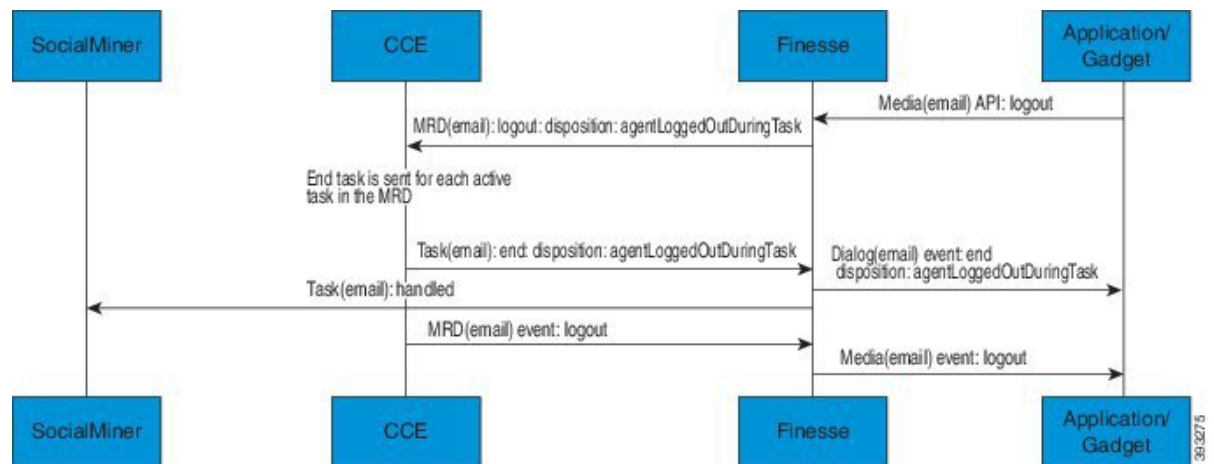 SocialMiner
CCE
Finesse
Application/
Gadget
Media(email) API: logout
MRD(email): logout: disposition: agentLoggedOutDuringTask
End task is sent for each active
task in the MRD
Task(email): end: disposition: agentLoggedOutDuringTask
Dialog(email) event: end
disposition: agentLoggedOutDuringTask
Task(email): handled
MRD(email) event: logout
Media(email) event: logout
SocialMiner
CCE
Finesse
Application/
Gadget
393275